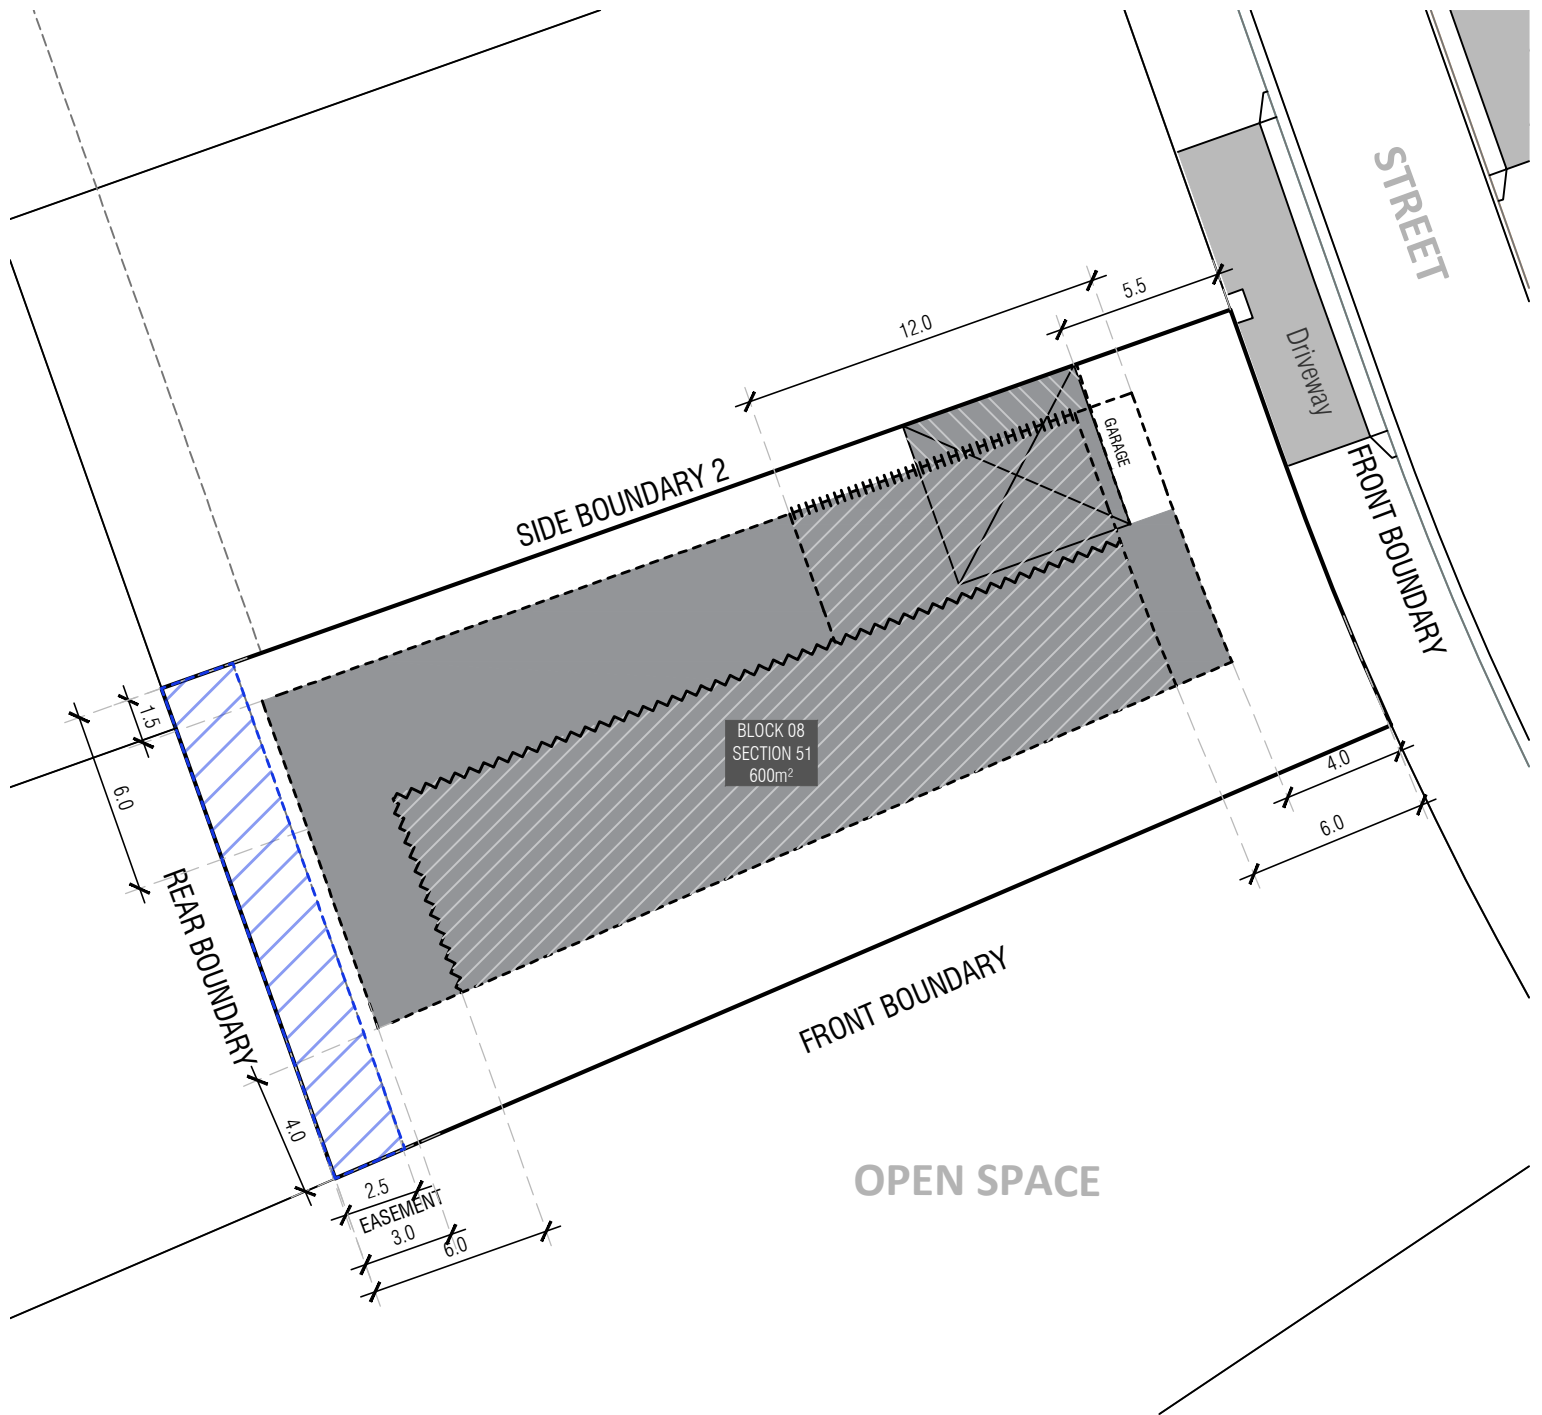 STREET
5.5
12.0
Driveway
GARAGE
SIDE BOUNDARY 2
FRONT BOUNDARY
1.5
6.0
BLOCK 08
SECTION 51
600m²
4.0
6.0
REAR BOUNDARY
FRONT BOUNDARY
4.0
2.5
EASEMENT
3.0
6.0
OPEN SPACE